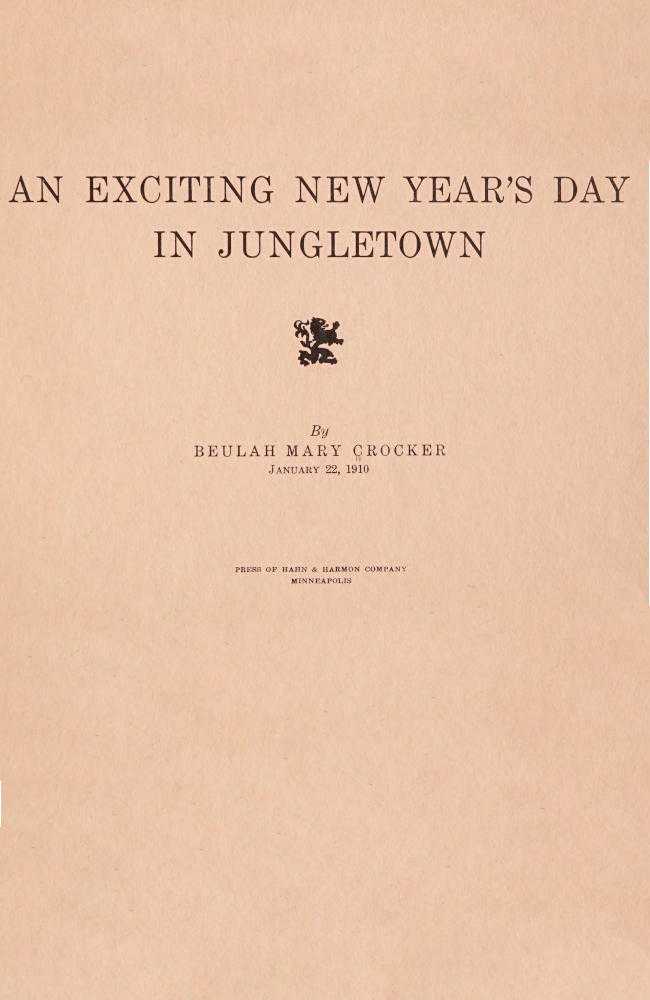 AN EXCITING NEW YEAR'S DAY
IN JUNGLETOWN
By
BEULAH MARY CROCKER
JANUARY 22, 1910
PRESS OF HAHN & HARMON COMPANY
MINNEAPOLIS